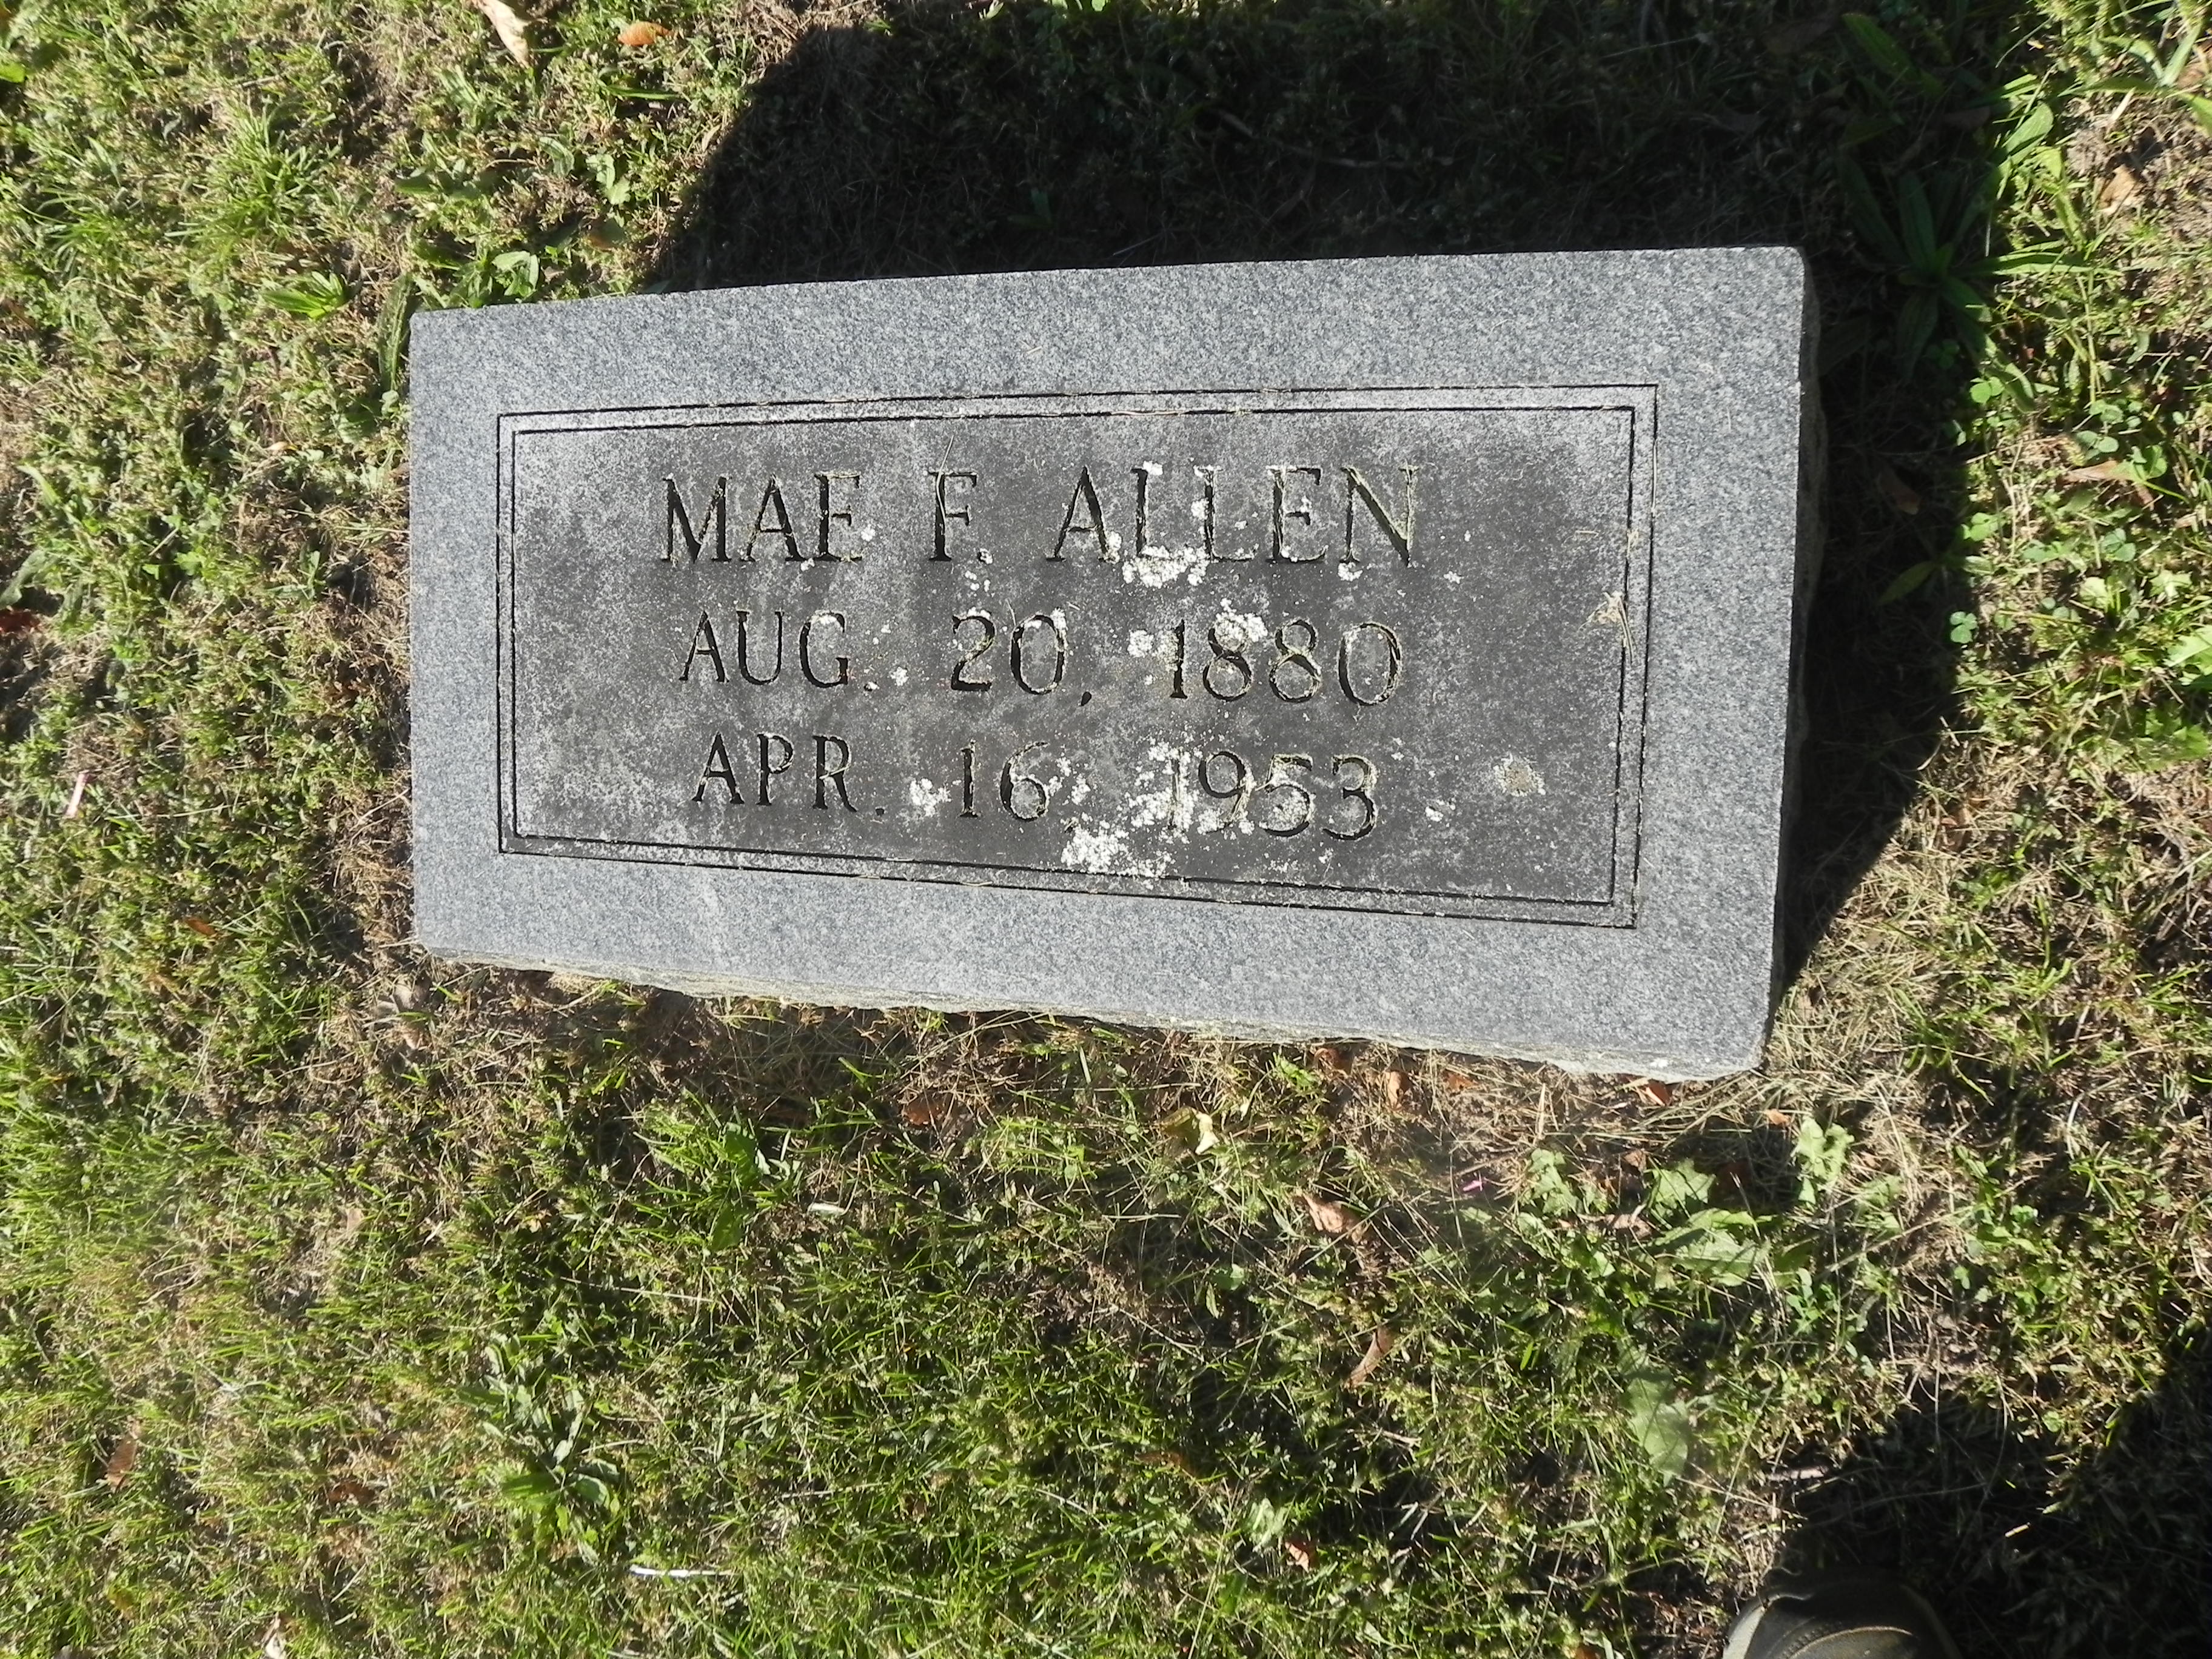 MAE F. ALLEN
AUG. 20, 1880
APR. 16, 1953